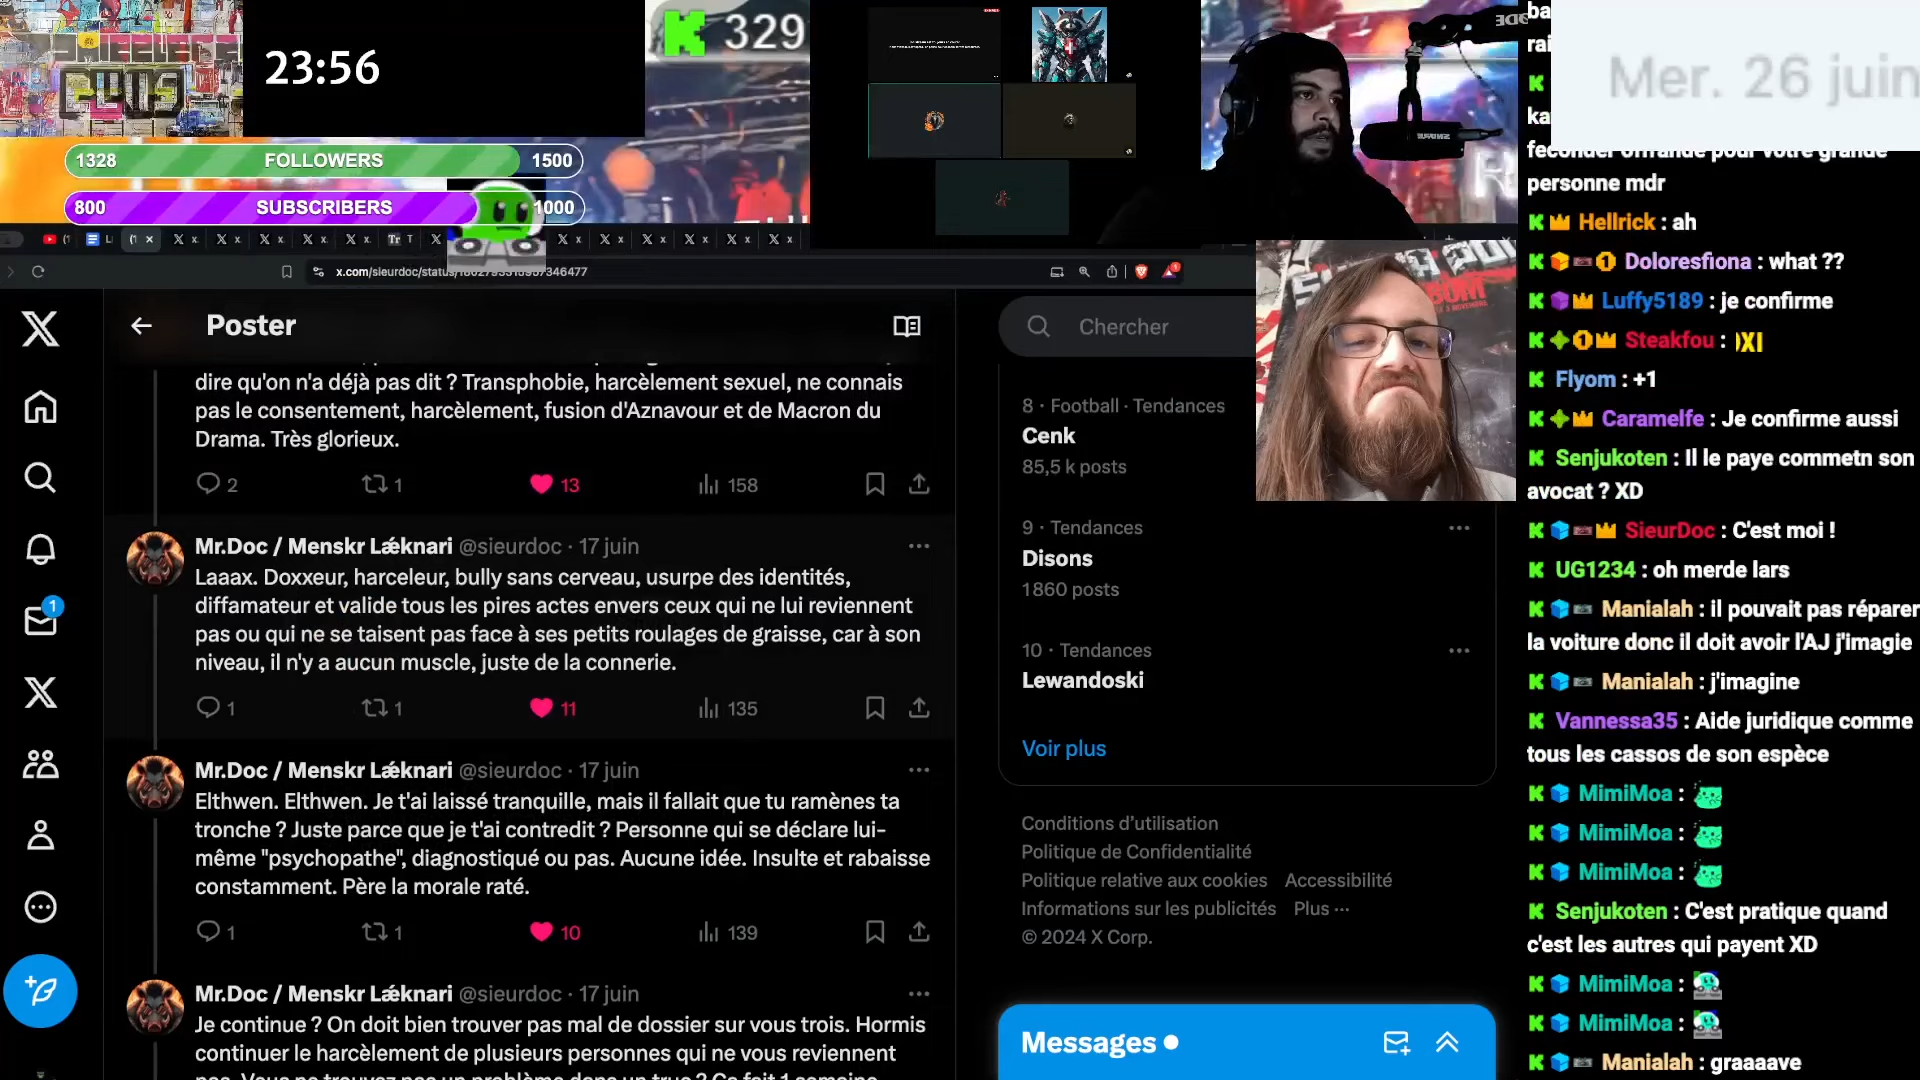 23:56
329
1328 FOLLOWERS 1500
800 SUBSCRIBERS 1000
x.com/sieurdoc/status/
Poster
dire qu'on n'a déjà pas dit ? Transphobie, harcèlement sexuel, ne connais
pas le consentement, harcèlement, fusion d'Aznavour et de Macron du
Drama. Très glorieux.
2 1 13 158
Mr.Doc / Menskr Lǽknari @sieurdoc · 17 juin
Laaax. Doxxeur, harceleur, bully sans cerveau, usurpe des identités,
diffamateur et valide tous les pires actes envers ceux qui ne lui reviennent
pas ou qui ne se taisent pas face à ses petits roulages de graisse, car à son
niveau, il n'y a aucun muscle, juste de la connerie.
1 1 11 135
Mr.Doc / Menskr Lǽknari @sieurdoc · 17 juin
Elthwen. Elthwen. Je t'ai laissé tranquille, mais il fallait que tu ramènes ta
tronche ? Juste parce que je t'ai contredit ? Personne qui se déclare lui-
même "psychopathe", diagnostiqué ou pas. Aucune idée. Insulte et rabaisse
constamment. Père la morale raté.
1 1 10 139
Mr.Doc / Menskr Lǽknari @sieurdoc · 17 juin
Je continue ? On doit bien trouver pas mal de dossier sur vous trois. Hormis
continuer le harcèlement de plusieurs personnes qui ne vous reviennent
1
Chercher
8 · Football · Tendances
Cenk
85,5 k posts
9 · Tendances
Disons
1860 posts
10 · Tendances
Lewandoski
Voir plus
Conditions d'utilisation
Politique de Confidentialité
Politique relative aux cookies Accessibilité
Informations sur les publicités Plus ···
© 2024 X Corp.
Messages
Mer. 26 juin
feconder offrande pour votre grande
personne mdr
Hellrick : ah
Doloresfiona : what ??
Luffy5189 : je confirme
Steakfou :
Flyom : +1
Caramelfe : Je confirme aussi
Senjukoten : Il le paye commetn son
avocat ? XD
SieurDoc : C'est moi !
UG1234 : oh merde lars
Manialah : il pouvait pas réparer
la voiture donc il doit avoir l'AJ j'imagie
Manialah : j'imagine
Vannessa35 : Aide juridique comme
tous les cassos de son espèce
MimiMoa :
MimiMoa :
MimiMoa :
Senjukoten : C'est pratique quand
c'est les autres qui payent XD
MimiMoa :
MimiMoa :
Manialah : graaaave